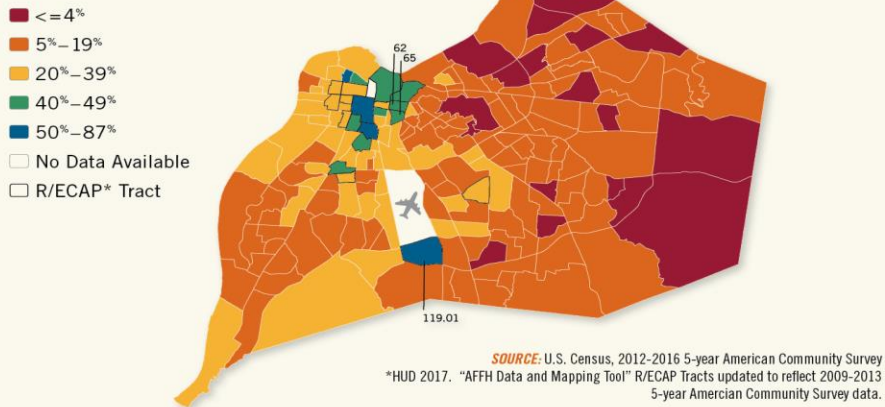 <=4%
5%–19%
20%–39%
40%–49%
50%–87%
No Data Available
R/ECAP* Tract
62
65
119.01
SOURCE: U.S. Census, 2012-2016 5-year American Community Survey
*HUD 2017. “AFFH Data and Mapping Tool” R/ECAP Tracts updated to reflect 2009-2013
5-year Amercian Community Survey data.